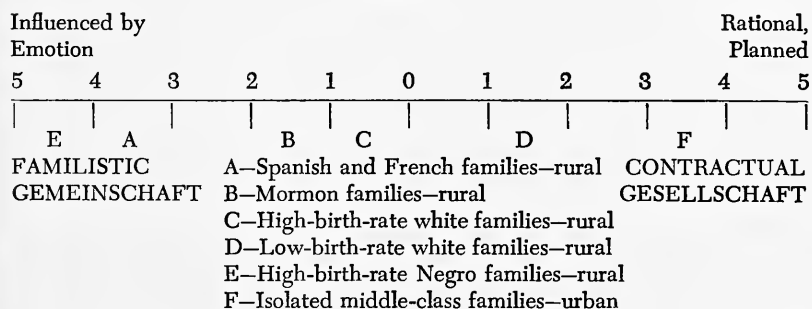 Influenced by Rational,
Emotion Planned
5 4 3 2 1 0 1 2 3 4 5
E A B C D F
FAMILISTIC A—Spanish and French families—rural CONTRACTUAL
GEMEINSCHAFT B—Mormon families—rural GESELLSCHAFT
C—High-birth-rate white families—rural
D—Low-birth-rate white families—rural
E—High-birth-rate Negro families—rural
F—Isolated middle-class families—urban